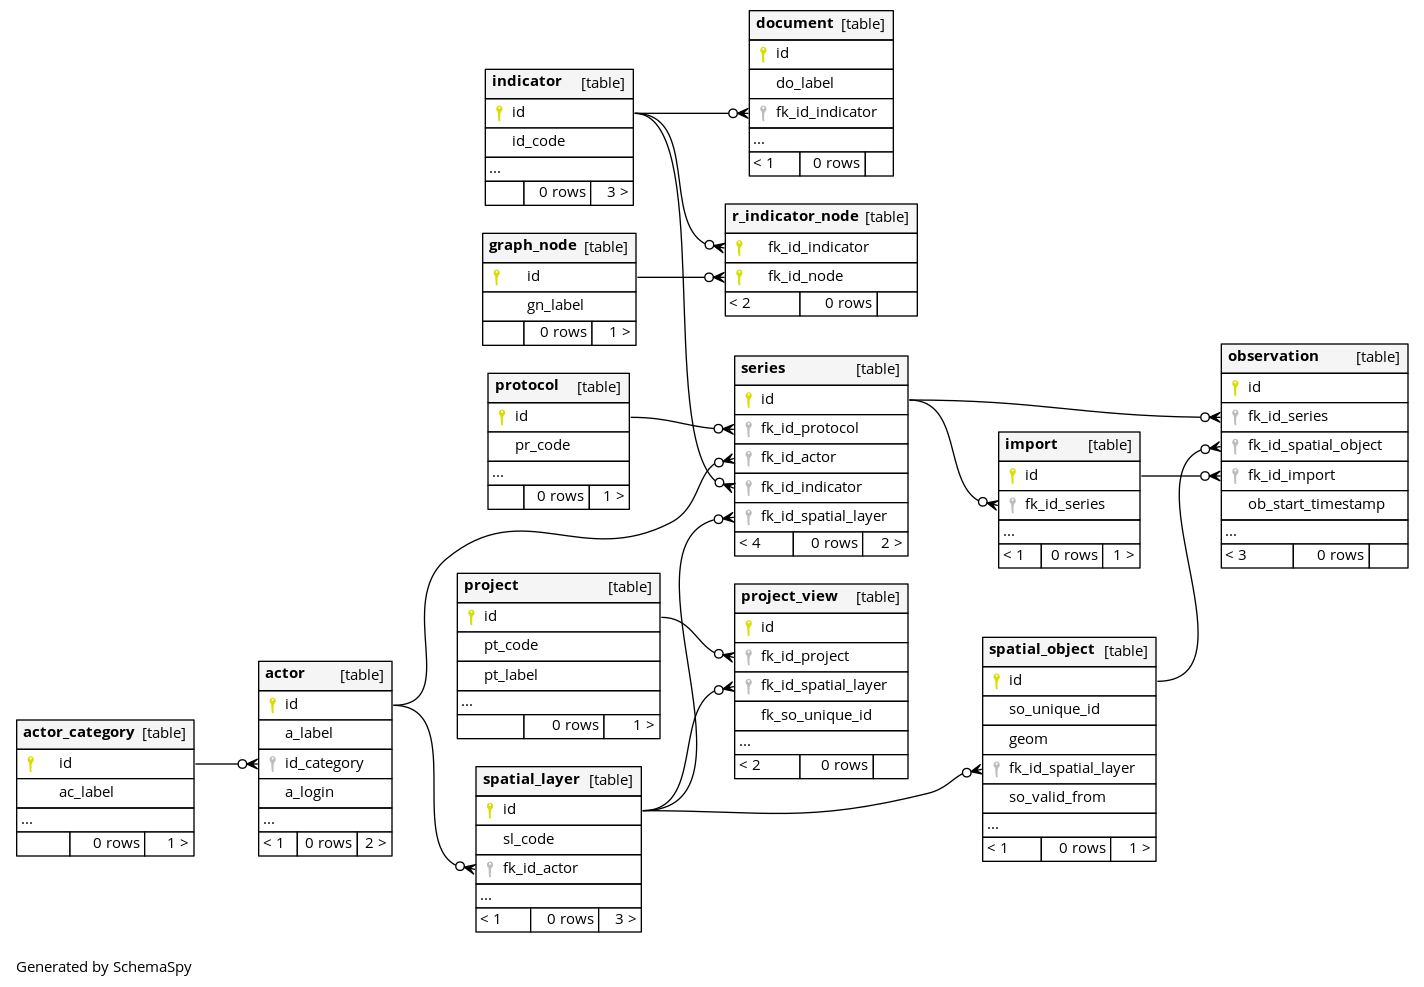 document [table]
id
do_label
fk_id_indicator
...
< 1 0 rows
indicator [table]
id
id_code
...
0 rows 3 >
r_indicator_node [table]
fk_id_indicator
fk_id_node
< 2 0 rows
graph_node [table]
id
gn_label
0 rows 1 >
protocol [table]
id
pr_code
...
0 rows 1 >
series [table]
id
fk_id_protocol
fk_id_actor
fk_id_indicator
fk_id_spatial_layer
< 4 0 rows 2 >
observation [table]
id
fk_id_series
fk_id_spatial_object
fk_id_import
ob_start_timestamp
...
< 3 0 rows
import [table]
id
fk_id_series
...
< 1 0 rows 1 >
project [table]
id
pt_code
pt_label
...
0 rows 1 >
project_view [table]
id
fk_id_project
fk_id_spatial_layer
fk_so_unique_id
...
< 2 0 rows
spatial_object [table]
id
so_unique_id
geom
fk_id_spatial_layer
so_valid_from
...
< 1 0 rows 1 >
actor [table]
id
a_label
id_category
a_login
...
< 1 0 rows 2 >
actor_category [table]
id
ac_label
...
0 rows 1 >
spatial_layer [table]
id
sl_code
fk_id_actor
...
< 1 0 rows 3 >
Generated by SchemaSpy